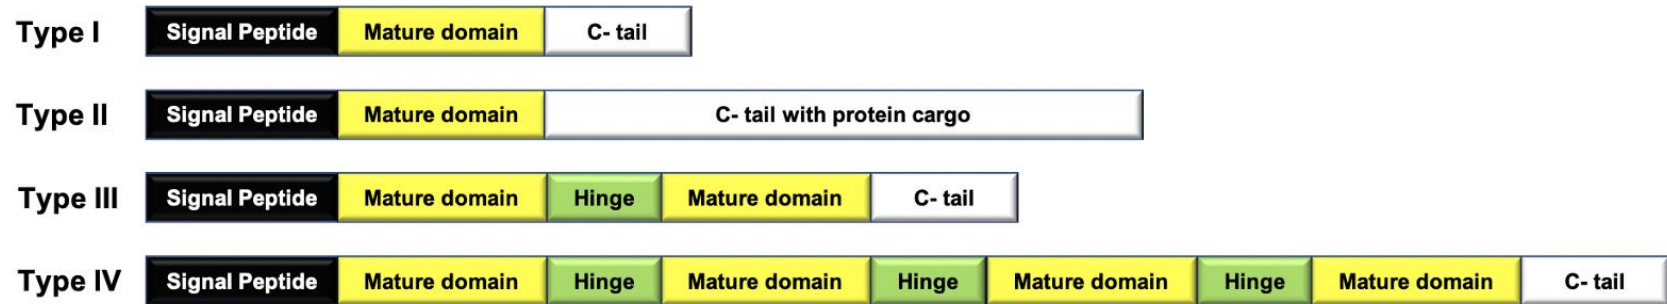 Type I Signal Peptide Mature domain C- tail
Type II Signal Peptide Mature domain C- tail with protein cargo
Type III Signal Peptide Mature domain Hinge Mature domain C- tail
Type IV Signal Peptide Mature domain Hinge Mature domain Hinge Mature domain Hinge Mature domain C- tail